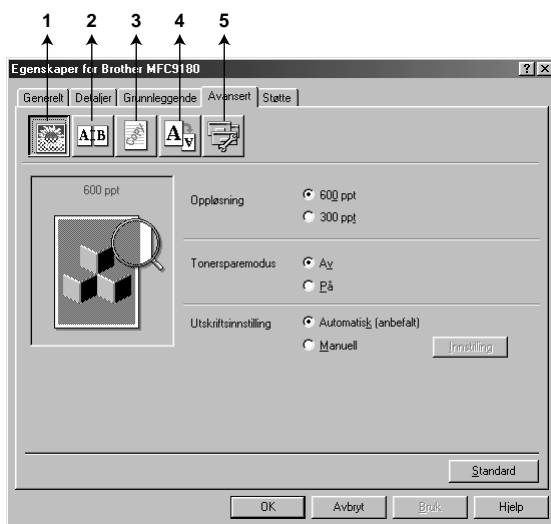 1 2 3 4 5
Egenskaper for Brother MFC9180
? X
Generelt Detaljer Grunnleggende Avansert Støtte
A B
A A
600 ppt
Oppløsning
600 ppt
300 ppt
Tonersparemodus
Av
På
Utskriftsinnstilling
Automatisk (anbefalt)
Manuell
Innstilling
Standard
OK Avbryt Bruk Hjelp